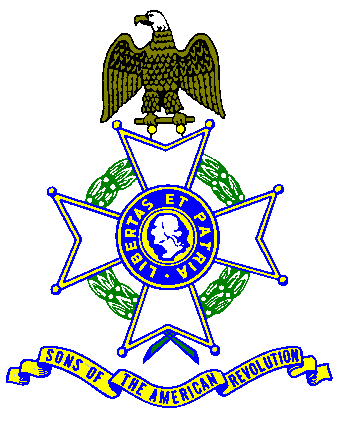 LIBERTAS ET PATRIA
SONS OF THE AMERICAN REVOLUTION